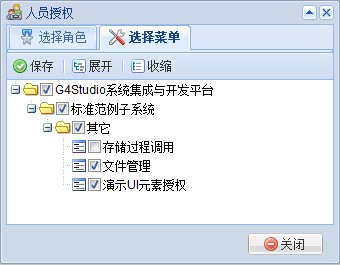 人员授权
选择角色 选择菜单
保存 展开 收缩
G4Studio系统集成与开发平台
标准范例子系统
其它
存储过程调用
文件管理
演示UI元素授权
关闭